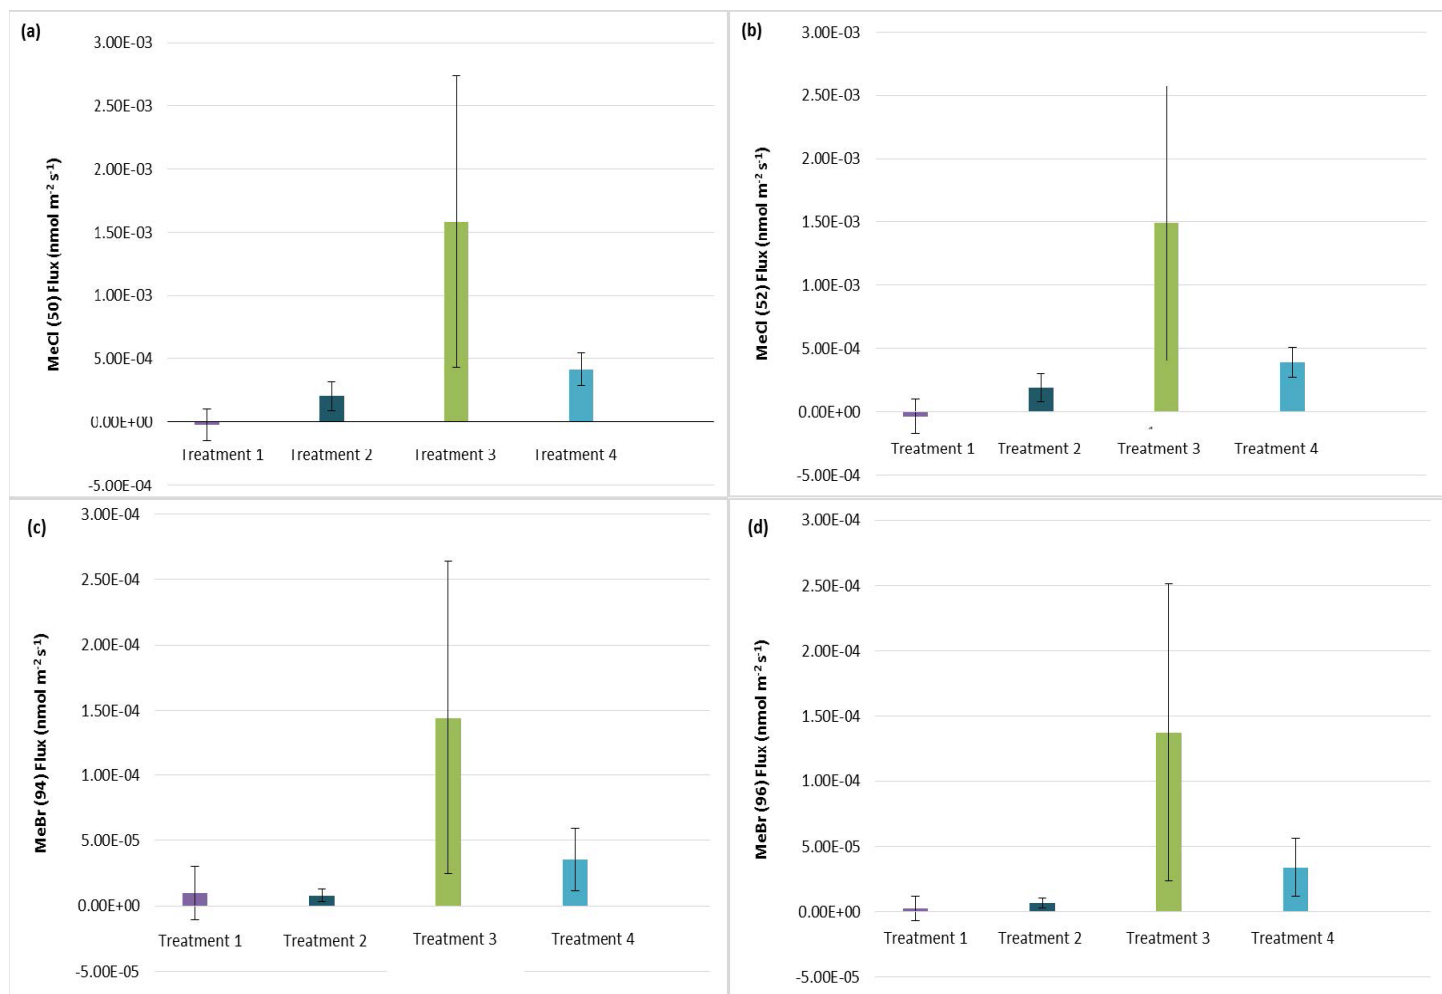 (a)
3.00E-03
2.50E-03
2.00E-03
1.50E-03
1.00E-03
5.00E-04
0.00E+00
-5.00E-04
MeCl (50) Flux (nmol m⁻² s⁻¹)
Treatment 1 Treatment 2 Treatment 3 Treatment 4
(b)
3.00E-03
2.50E-03
2.00E-03
1.50E-03
1.00E-03
5.00E-04
0.00E+00
-5.00E-04
MeCl (52) Flux (nmol m⁻² s⁻¹)
Treatment 1 Treatment 2 Treatment 3 Treatment 4
(c)
3.00E-04
2.50E-04
2.00E-04
1.50E-04
1.00E-04
5.00E-05
0.00E+00
-5.00E-05
MeBr (94) Flux (nmol m⁻² s⁻¹)
Treatment 1 Treatment 2 Treatment 3 Treatment 4
(d)
3.00E-04
2.50E-04
2.00E-04
1.50E-04
1.00E-04
5.00E-05
0.00E+00
-5.00E-05
MeBr (96) Flux (nmol m⁻² s⁻¹)
Treatment 1 Treatment 2 Treatment 3 Treatment 4